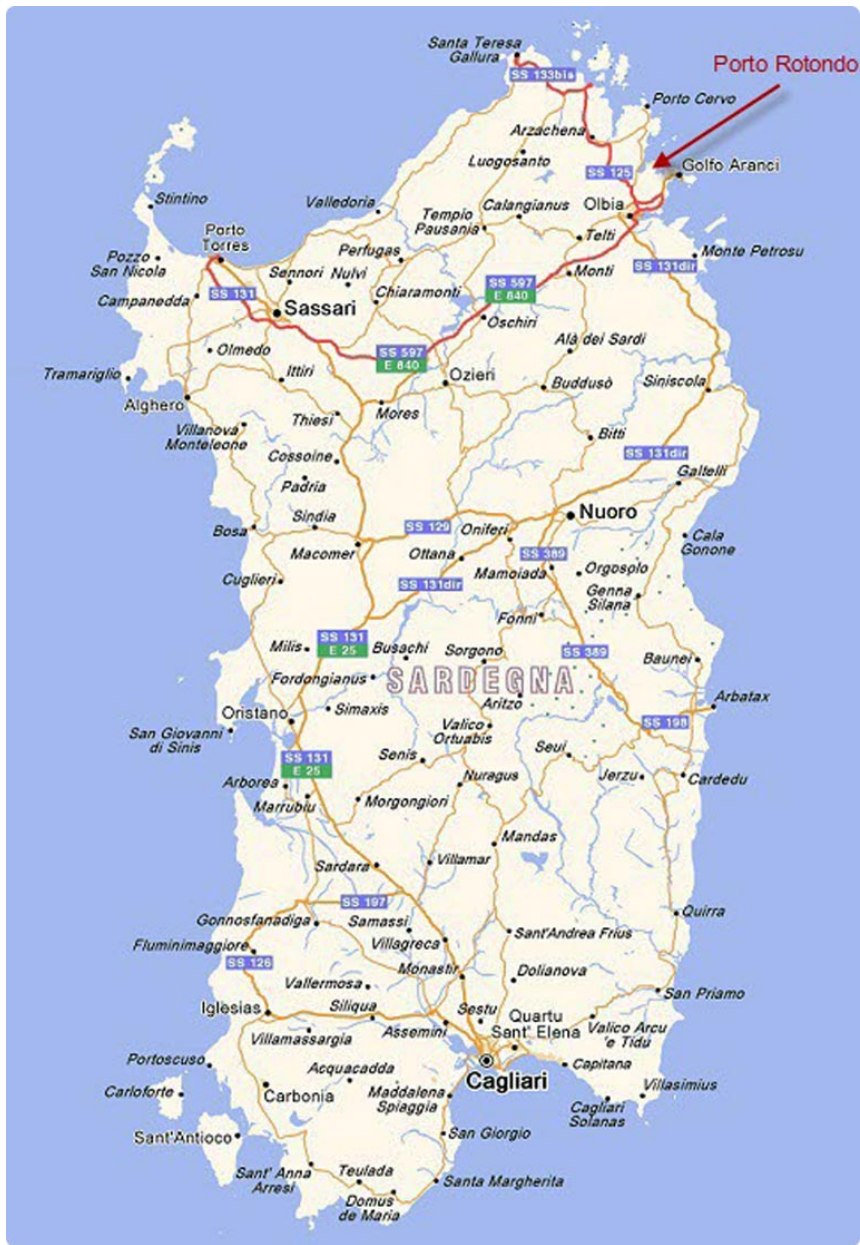 Santa Teresa
Gallura
SS 133bis
Porto Rotondo
Porto Cervo
Arzachena
Luogosanto
SS 125
Golfo Aranci
Stintino
Valledoria
Calangianus
Olbia
Tempio
Pausania
Telti
Porto
Torres
Perfugas
Monte Petrosu
Pozzo
San Nicola
Sennori
Nulvi
Monti
SS 131dir
SS 597
E 840
Campanedda
SS 131
Chiaramonti
Sassari
Oschiri
Olmedo
SS 597
E 840
Alà dei Sardi
Tramariglio
Ittiri
Ozieri
Buddusò
Siniscola
Alghero
Thiesi
Mores
Villanova
Monteleone
Bitti
Cossoine
SS 131dir
Padria
Galtelli
Bosa
Sindia
SS 129
Oniferi
Nuoro
Cala
Gonone
Macomer
Ottana
SS 389
Cuglieri
SS 131dir
Mamoiada
Orgosolo
Genna
Silana
Fonni
Milis
SS 131
E 25
Busachi
Sorgono
SS 389
Baunei
Fordongianus
SARDEGNA
Aritzo
Arbatax
Oristano
Simaxis
San Giovanni
di Sinis
Valico
Ortuabis
SS 198
Senis
Seui
SS 131
E 25
Arborea
Nuragus
Jerzu
Cardedu
Marrubiu
Morgongiori
Mandas
Sardara
Villamar
SS 197
Gonnosfanadiga
Samassi
Quirra
Fluminimaggiore
Villagreca
Sant'Andrea Frius
SS 126
Monastir
Dolianova
Vallermosa
San Priamo
Iglesias
Siliqua
Sestu
Quartu
Sant' Elena
Assemini
Valico Arcu
'e Tidu
Villamassargia
Portoscuso
Acquacadda
Cagliari
Capitana
Carloforte
Carbonia
Maddalena
Spiaggia
Villasimius
Cagliari
Solanas
Sant'Antioco
San Giorgio
Sant' Anna
Arresi
Teulada
Santa Margherita
Domus
de Maria